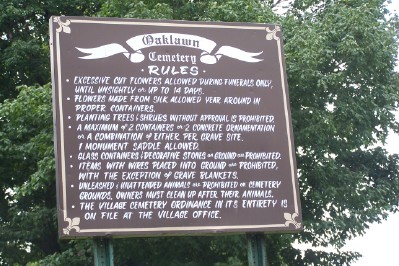 Oaklawn
Cemetery
• RULES •
• EXCESSIVE CUT FLOWERS ALLOWED DURING FUNERALS ONLY,
UNTIL UNSIGHTLY OR UP TO 14 DAYS.
• FLOWERS MADE FROM SILK ALLOWED YEAR AROUND IN
PROPER CONTAINERS.
• PLANTING TREES & SHRUBS WITHOUT APPROVAL IS PROHIBITED.
• A MAXIMUM OF 2 CONTAINERS OR 2 CONCRETE ORNAMENTATION
OR A COMBINATION OF EITHER PER GRAVE SITE.
1 MONUMENT SADDLE ALLOWED.
• GLASS CONTAINERS & DECORATIVE STONES ON GROUND ARE PROHIBITED.
• ITEMS WITH WIRES PLACED INTO GROUND ARE PROHIBITED,
WITH THE EXCEPTION OF GRAVE BLANKETS.
• UNLEASHED & UNATTENDED ANIMALS ARE PROHIBITED ON CEMETERY
GROUNDS, OWNERS MUST CLEAN UP AFTER THEIR ANIMALS.
• THE VILLAGE CEMETERY ORDINANCE IN ITS ENTIRETY IS
ON FILE AT THE VILLAGE OFFICE.